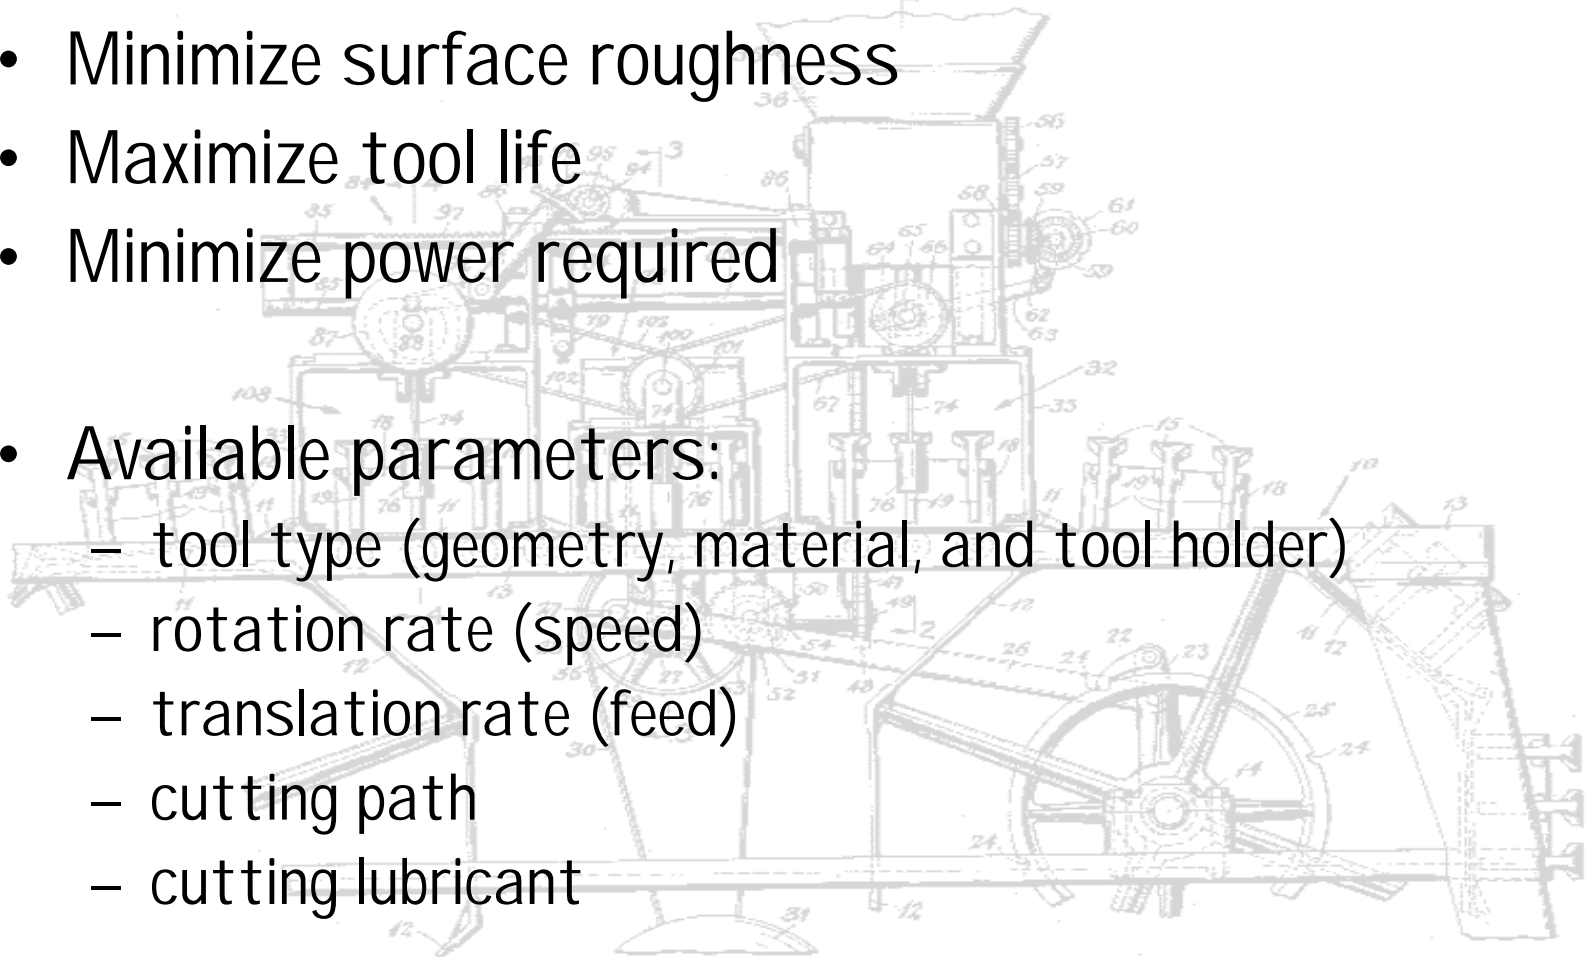 • Minimize surface roughness
• Maximize tool life
• Minimize power required
• Available parameters:
– tool type (geometry, material, and tool holder)
– rotation rate (speed)
– translation rate (feed)
– cutting path
– cutting lubricant